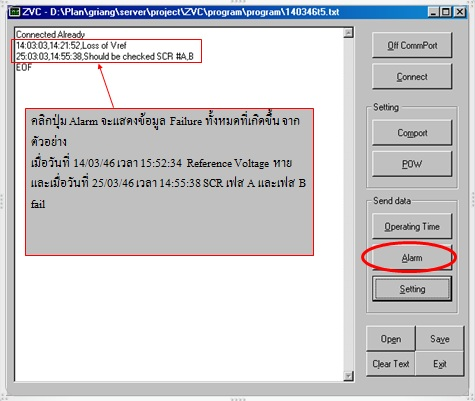 ZVC - D:\Plan\griang\server\project\ZVC\program\program\140346t5.txt
Connected Already
14:03:03,14:21:52,Loss of Vref
25:03:03,14:55:38,Should be checked SCR #A,B
EOF
คลิกปุ่ม Alarm จะแสดงข้อมูล Failure ทั้งหมดที่เกิดขึ้น จาก
ตัวอย่าง
เมื่อวันที่ 14/03/46 เวลา 15:52:34 Reference Voltage หาย
และเมื่อวันที่ 25/03/46 เวลา 14:55:38 SCR เฟส A และเฟส B
fail
Off CommPort
Connect
Setting
Comport
POW
Send data
Operating Time
Alarm
Setting
Open
Save
Clear Text
Exit